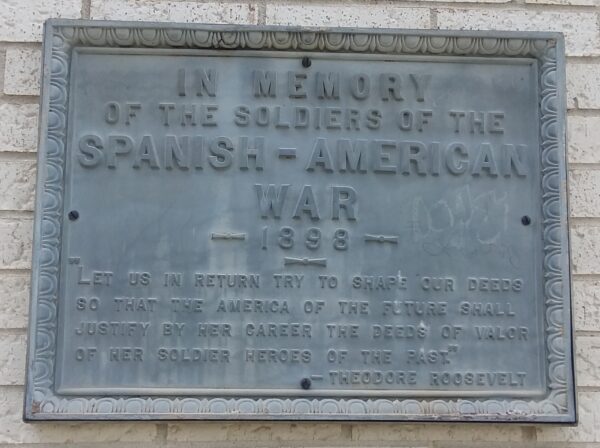 IN MEMORY
OF THE SOLDIERS OF THE
SPANISH - AMERICAN
WAR
— 1898 —
"LET US IN RETURN TRY TO SHAPE OUR DEEDS
SO THAT THE AMERICA OF THE FUTURE SHALL
JUSTIFY BY HER CAREER THE DEEDS OF VALOR
OF HER SOLDIER HEROES OF THE PAST."
— THEODORE ROOSEVELT